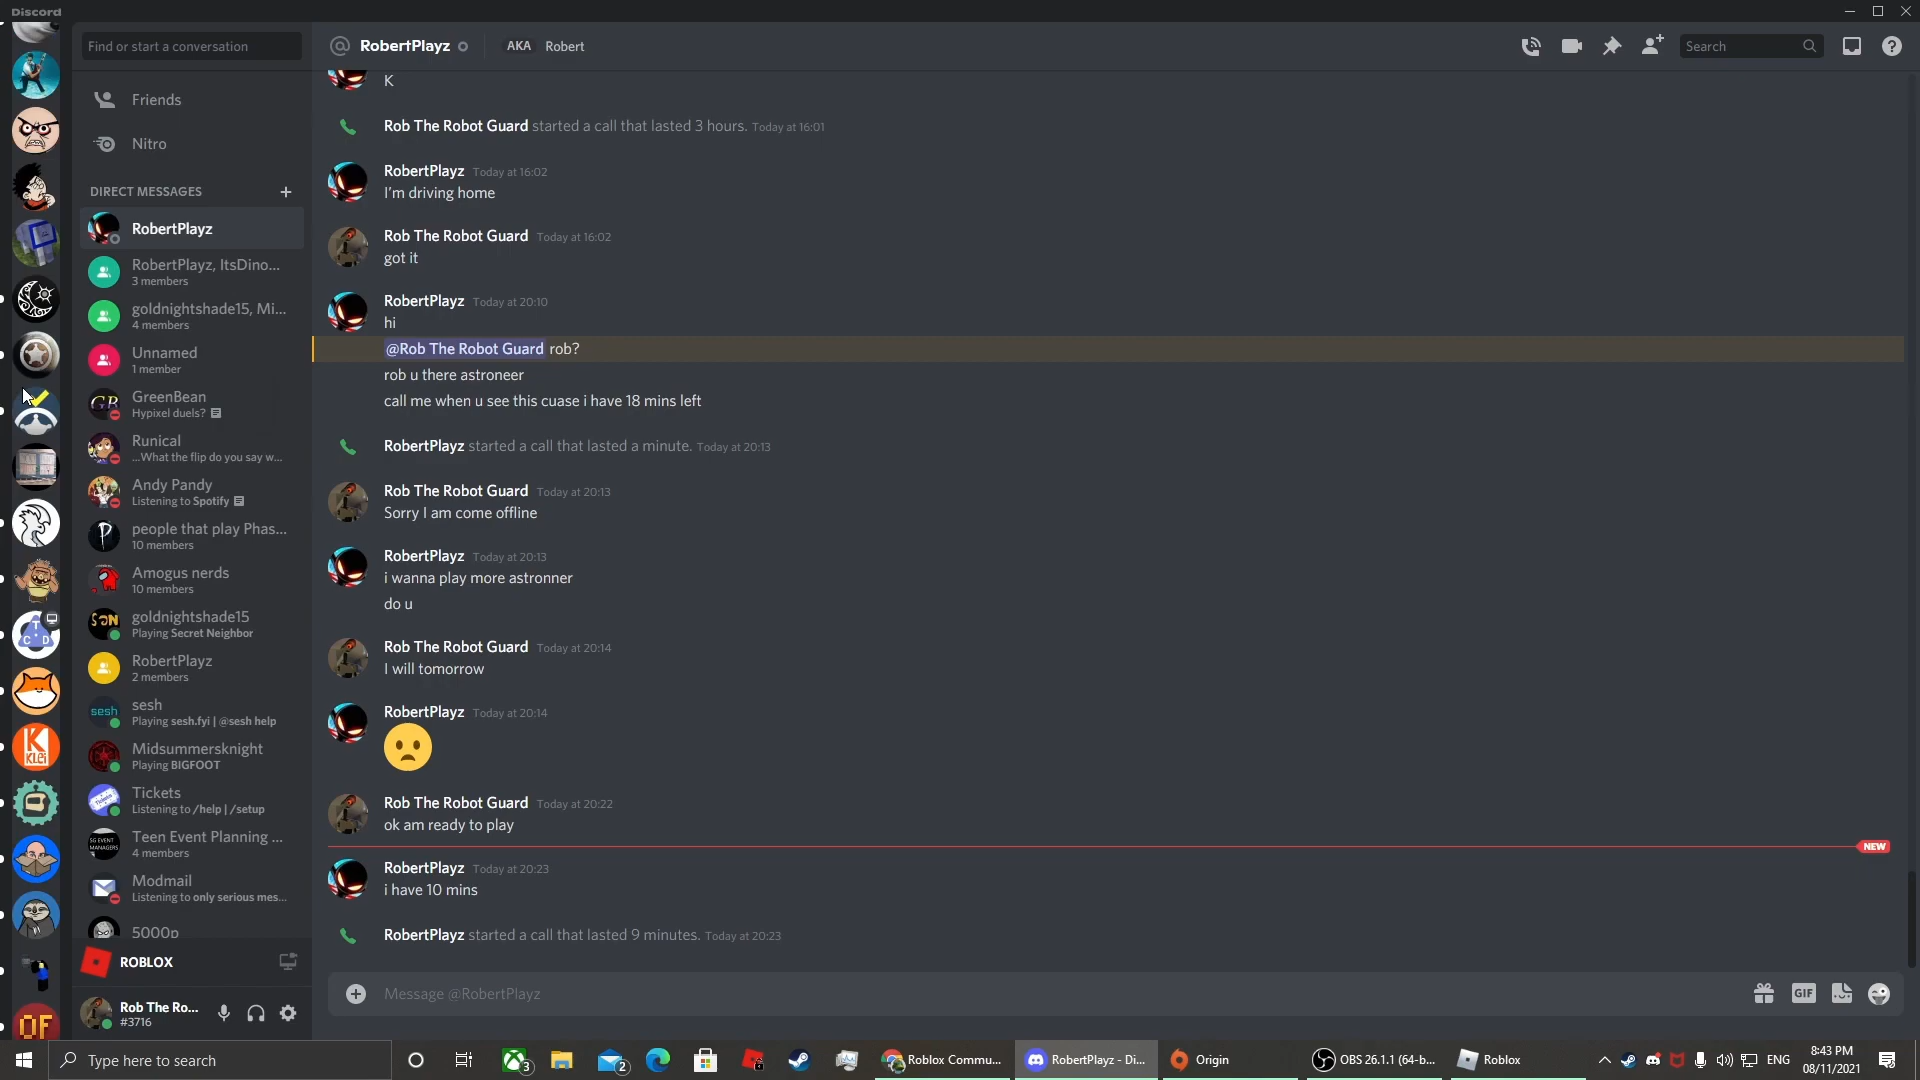 Discord
Find or start a conversation
Friends
Nitro
DIRECT MESSAGES
RobertPlayz
RobertPlayz, ItsDino...
3 members
goldnightshade15, Mi...
4 members
Unnamed
1 member
GreenBean
Hypixel duels?
Runical
...What the flip do you say w...
Andy Pandy
Listening to Spotify
people that play Phas...
10 members
Amogus nerds
10 members
goldnightshade15
Playing Secret Neighbor
RobertPlayz
2 members
sesh
sesh
Playing sesh.fyi | @sesh help
Midsummersknight
Playing BIGFOOT
Tickets
Listening to /help | /setup
SG EVENT
MANAGERS
Teen Event Planning ...
4 members
Modmail
Listening to only serious mes...
5000p
ROBLOX
Rob The Ro...
#3716
RobertPlayz
AKA Robert
Search
K
Rob The Robot Guard started a call that lasted 3 hours. Today at 16:01
RobertPlayz Today at 16:02
I'm driving home
Rob The Robot Guard Today at 16:02
got it
RobertPlayz Today at 20:10
hi
@Rob The Robot Guard rob?
rob u there astroneer
call me when u see this cuase i have 18 mins left
RobertPlayz started a call that lasted a minute. Today at 20:13
Rob The Robot Guard Today at 20:13
Sorry I am come offline
RobertPlayz Today at 20:13
i wanna play more astronner
do u
Rob The Robot Guard Today at 20:14
I will tomorrow
RobertPlayz Today at 20:14
Rob The Robot Guard Today at 20:22
ok am ready to play
NEW
RobertPlayz Today at 20:23
i have 10 mins
RobertPlayz started a call that lasted 9 minutes. Today at 20:23
Message @RobertPlayz
GIF
T
C D
K
KLEi
OF
Type here to search
3
2
Roblox Commu...
RobertPlayz - Di...
Origin
OBS 26.1.1 (64-b...
Roblox
ENG
8:43 PM
08/11/2021